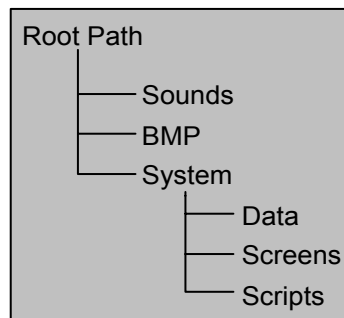 Root Path
Sounds
BMP
System
Data
Screens
Scripts